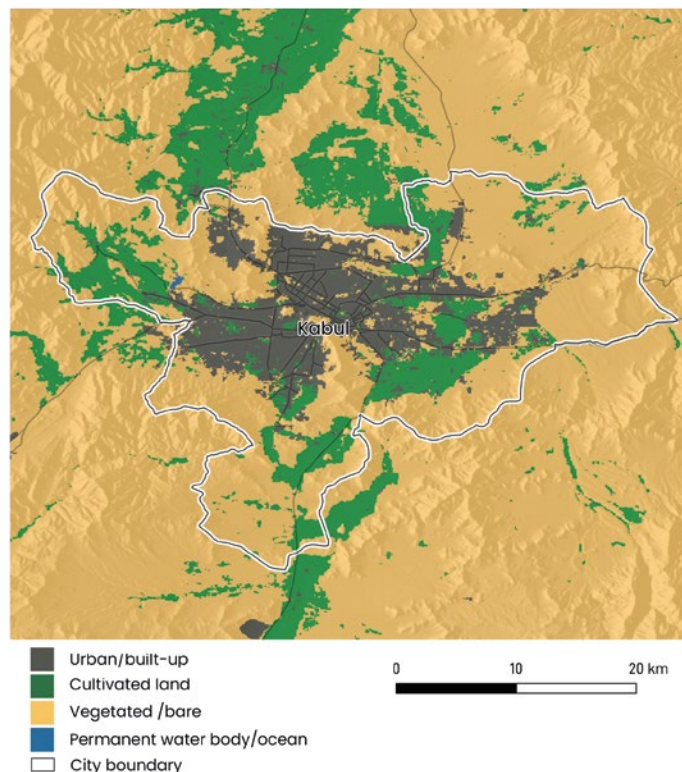 Kabul
Urban/built-up
Cultivated land
Vegetated /bare
Permanent water body/ocean
City boundary
0 10 20 km